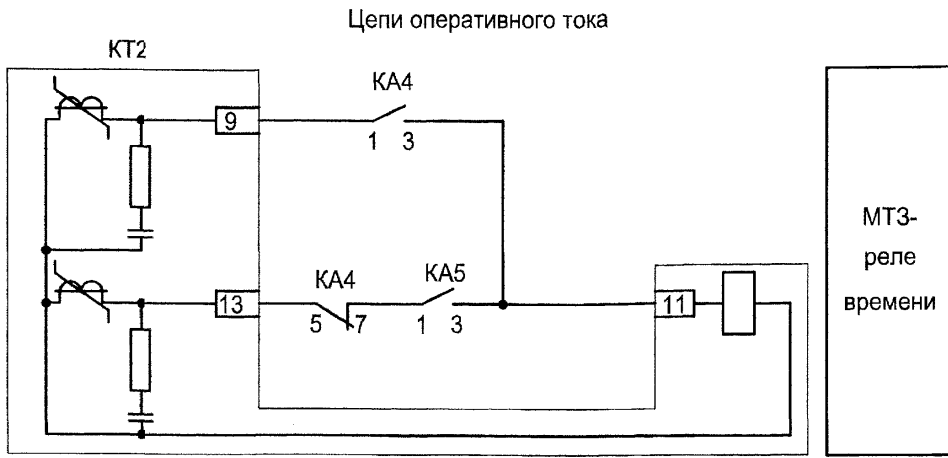 Цепи оперативного тока
КТ2
КА4
9
1 3
КА4
КА5
13
5 7
1 3
11
МТЗ-
реле
времени